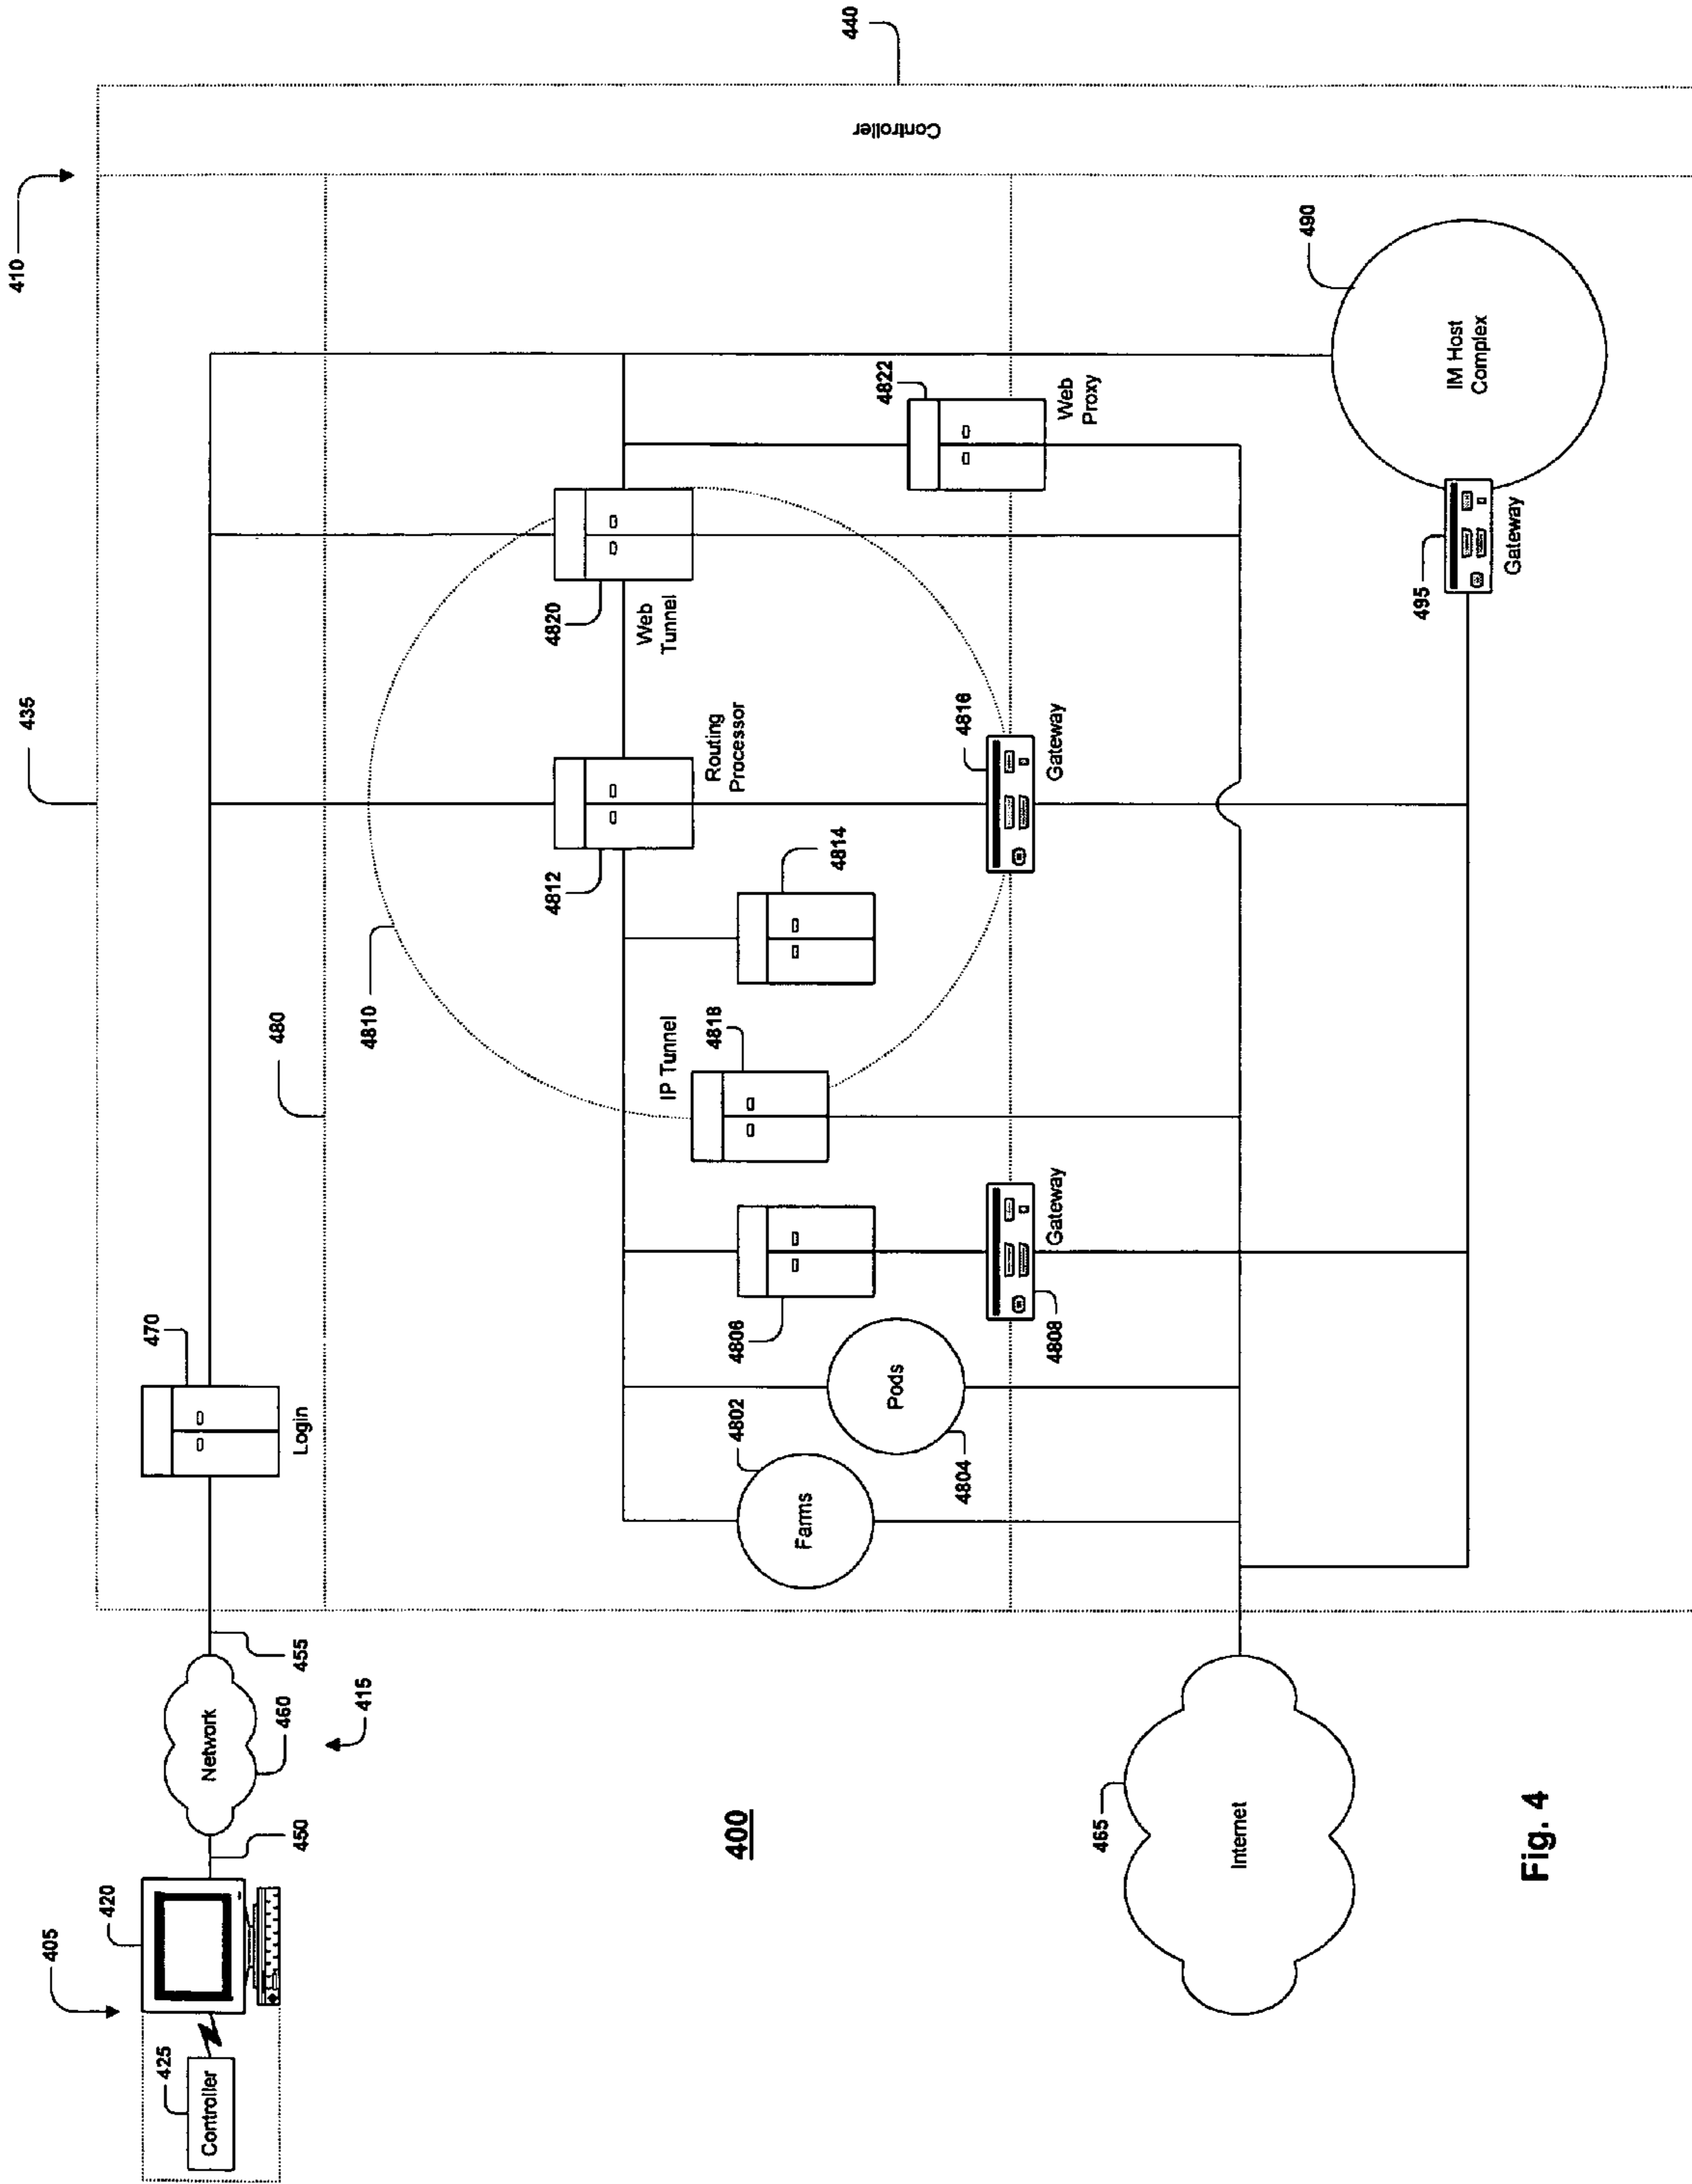 410
435
405
420
470
440
425
Controller
450
Network
460
455
415
Login
480
4810
Controller
4812
4820
IP Tunnel
4818
Web
Tunnel
Routing
Processor
4802
4806
4814
4822
Farms
Pods
4804
4816
400
4808
Gateway
Gateway
Web
Proxy
465
Internet
490
495
IM Host
Complex
Gateway
Fig. 4